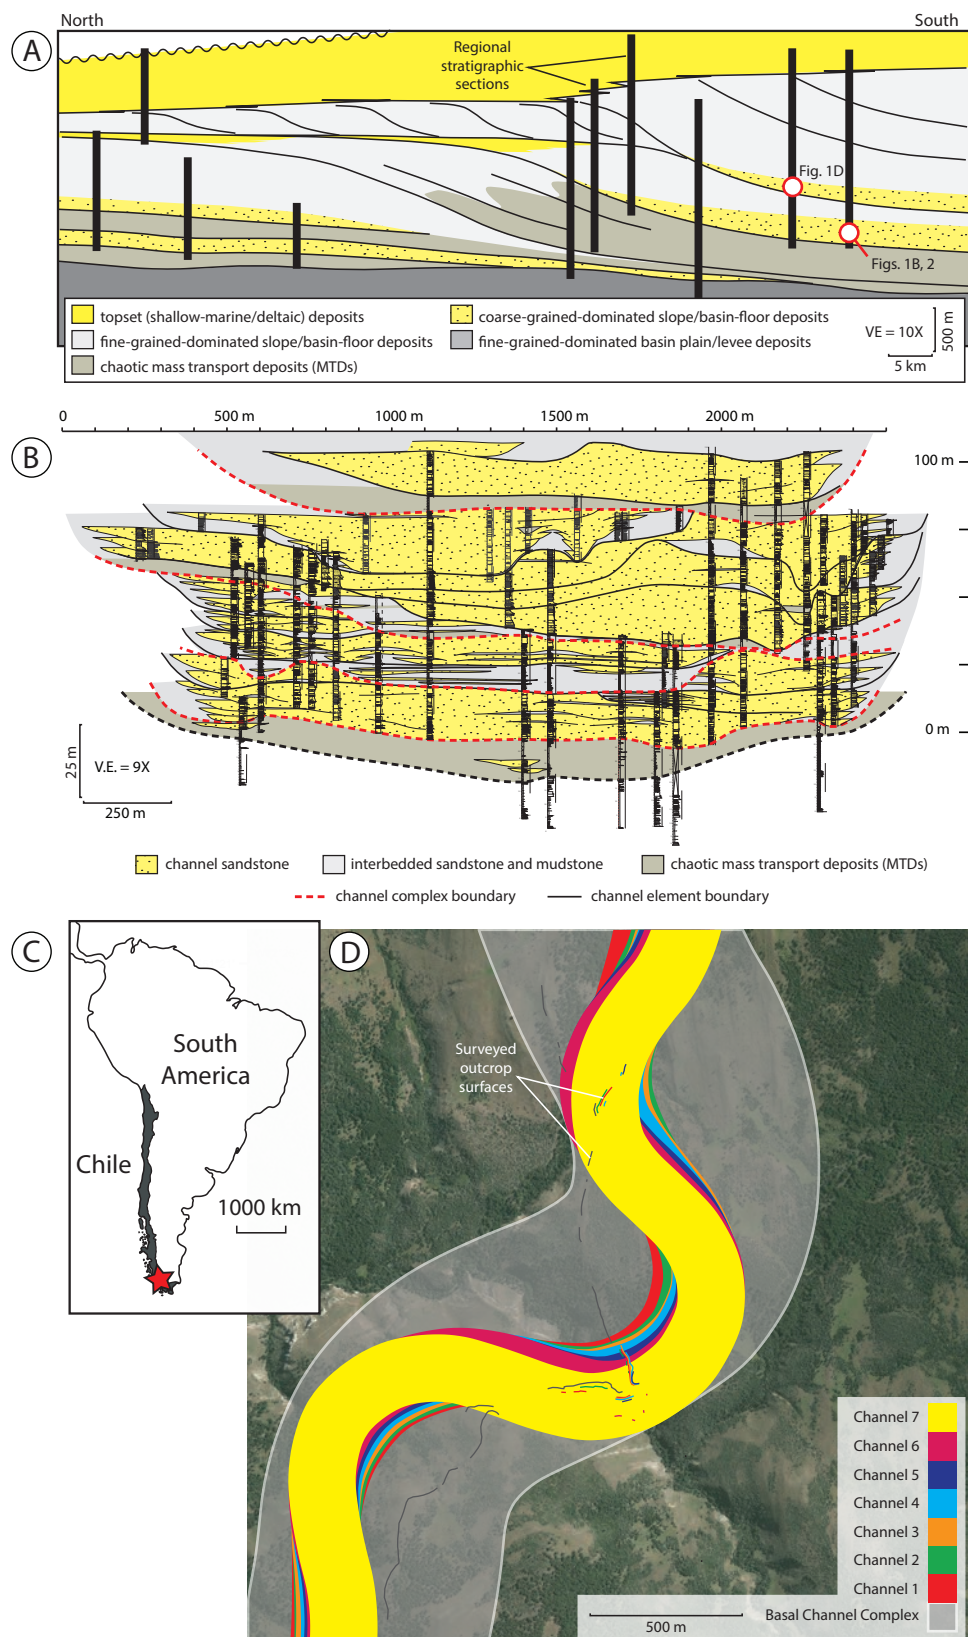 North
South
A
Regional
stratigraphic
sections
Fig. 1D
Figs. 1B, 2
topset (shallow-marine/deltaic) deposits
coarse-grained-dominated slope/basin-floor deposits
fine-grained-dominated slope/basin-floor deposits
fine-grained-dominated basin plain/levee deposits
chaotic mass transport deposits (MTDs)
VE = 10X
500 m
5 km
0
500 m
1000 m
1500 m
2000 m
B
100 m
0 m
25 m
V.E. = 9X
250 m
channel sandstone
interbedded sandstone and mudstone
chaotic mass transport deposits (MTDs)
channel complex boundary
channel element boundary
C
South
America
Chile
1000 km
D
Surveyed
outcrop
surfaces
Channel 7
Channel 6
Channel 5
Channel 4
Channel 3
Channel 2
Channel 1
Basal Channel Complex
500 m